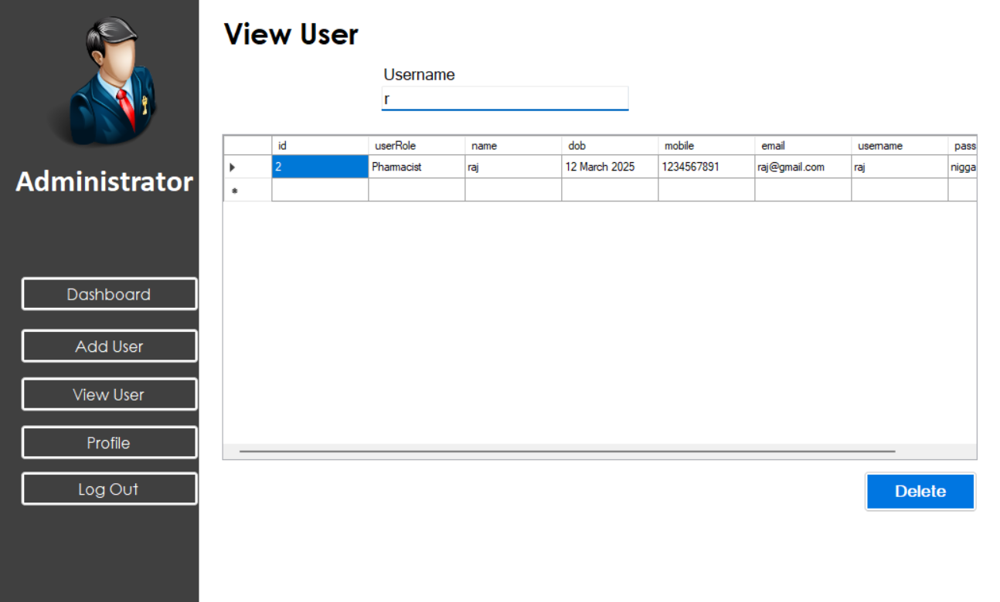 View User
Username
r
id userRole name dob mobile email username pass
2 Pharmacist raj 12 March 2025 1234567891 raj@gmail.com raj nigga
Administrator
Dashboard
Add User
View User
Profile
Log Out
Delete